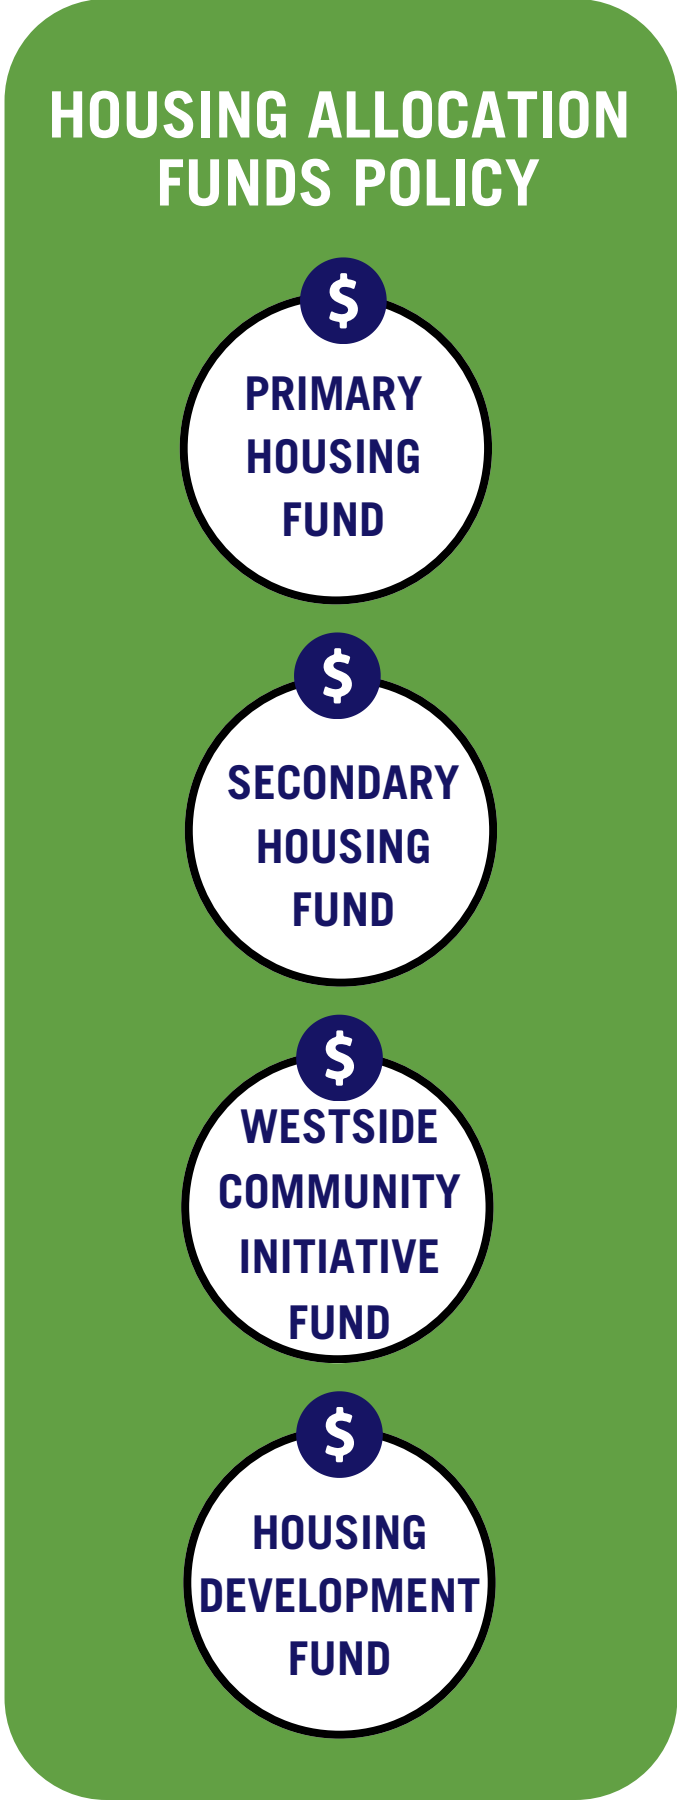 HOUSING ALLOCATION
FUNDS POLICY
$
PRIMARY
HOUSING
FUND
$
SECONDARY
HOUSING
FUND
$
WESTSIDE
COMMUNITY
INITIATIVE
FUND
$
HOUSING
DEVELOPMENT
FUND